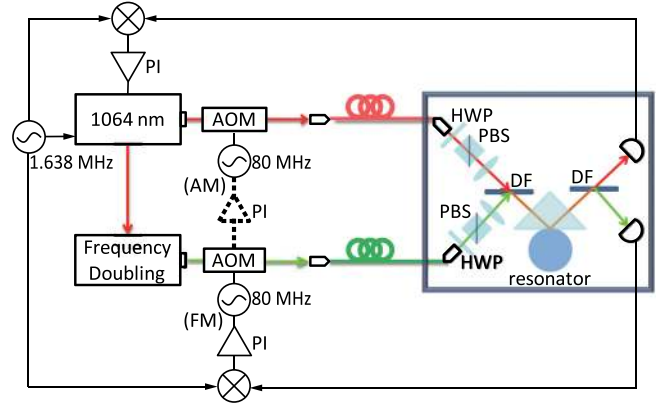 PI
1064 nm
AOM
1.638 MHz
80 MHz
(AM)
PI
HWP
PBS
DF
DF
PBS
HWP
resonator
Frequency
Doubling
AOM
80 MHz
(FM)
PI